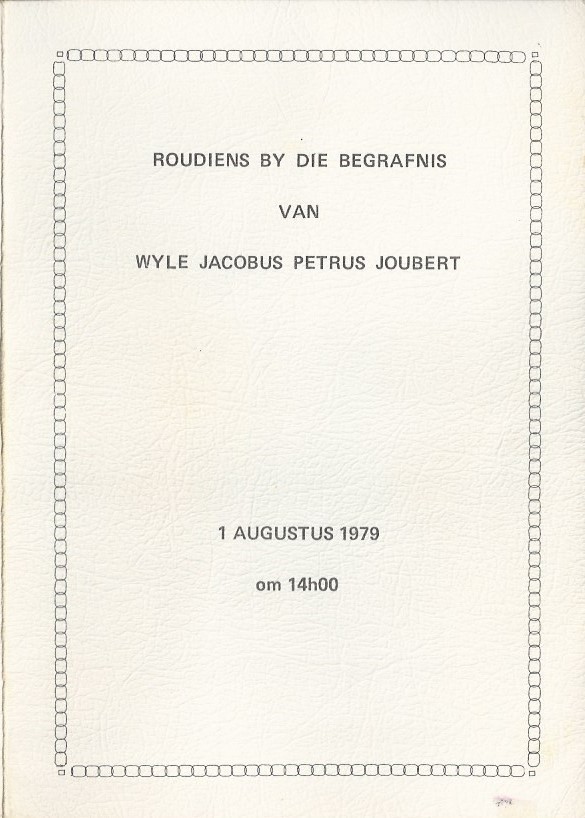 ROUDIENS BY DIE BEGRAFNIS
VAN
WYLE JACOBUS PETRUS JOUBERT
1 AUGUSTUS 1979
om 14h00